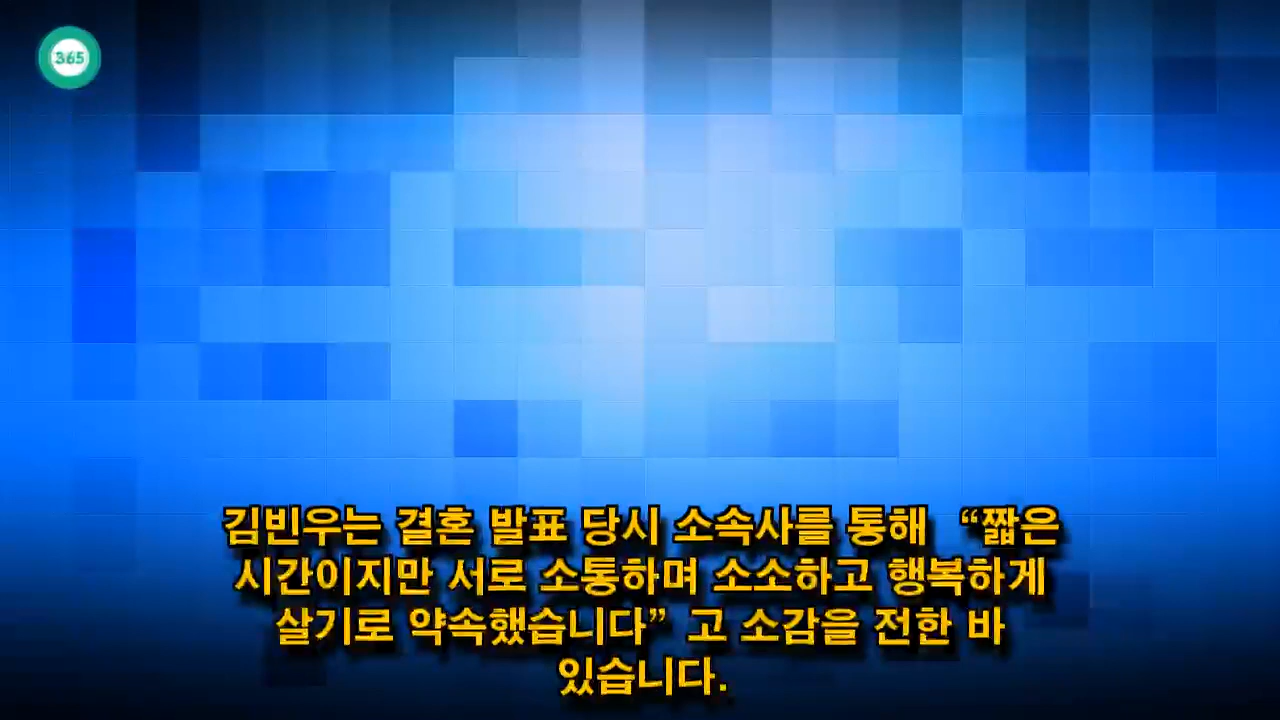 365
김빈우는 결혼 발표 당시 소속사를 통해 “짧은
시간이지만 서로 소통하며 소소하고 행복하게
살기로 약속했습니다” 고 소감을 전한 바
있습니다.